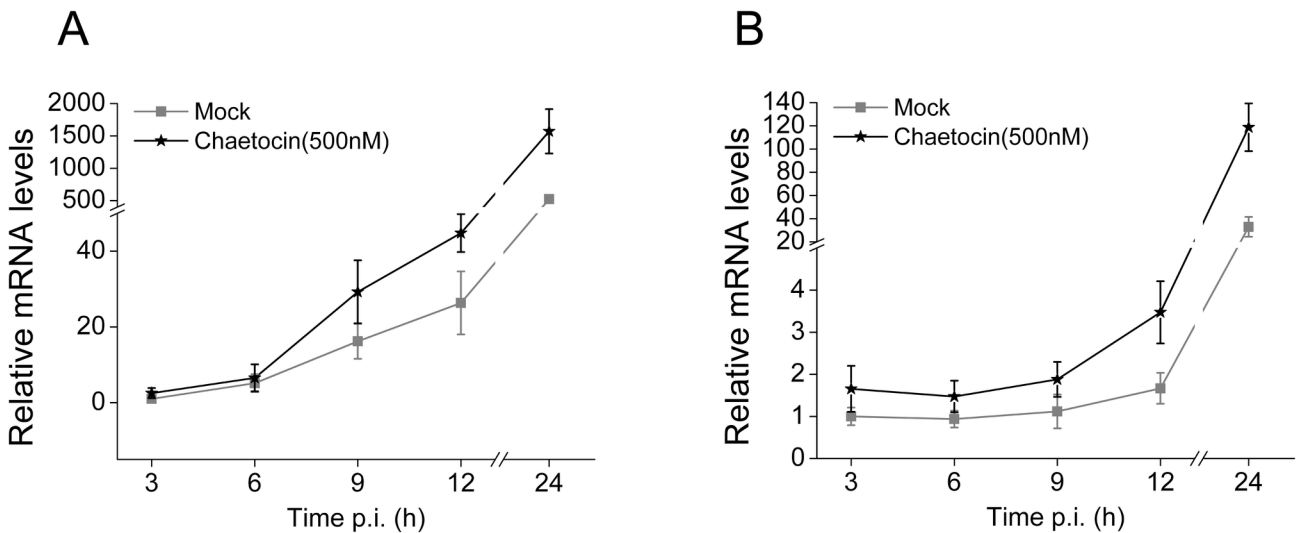 A
Relative mRNA levels
2000
1500
1000
500
40
20
0
Mock
Chaetocin(500nM)
3 6 9 12 24
Time p.i. (h)
B
Relative mRNA levels
140
120
100
80
60
40
20
4
3
2
1
0
Mock
Chaetocin(500nM)
3 6 9 12 24
Time p.i. (h)